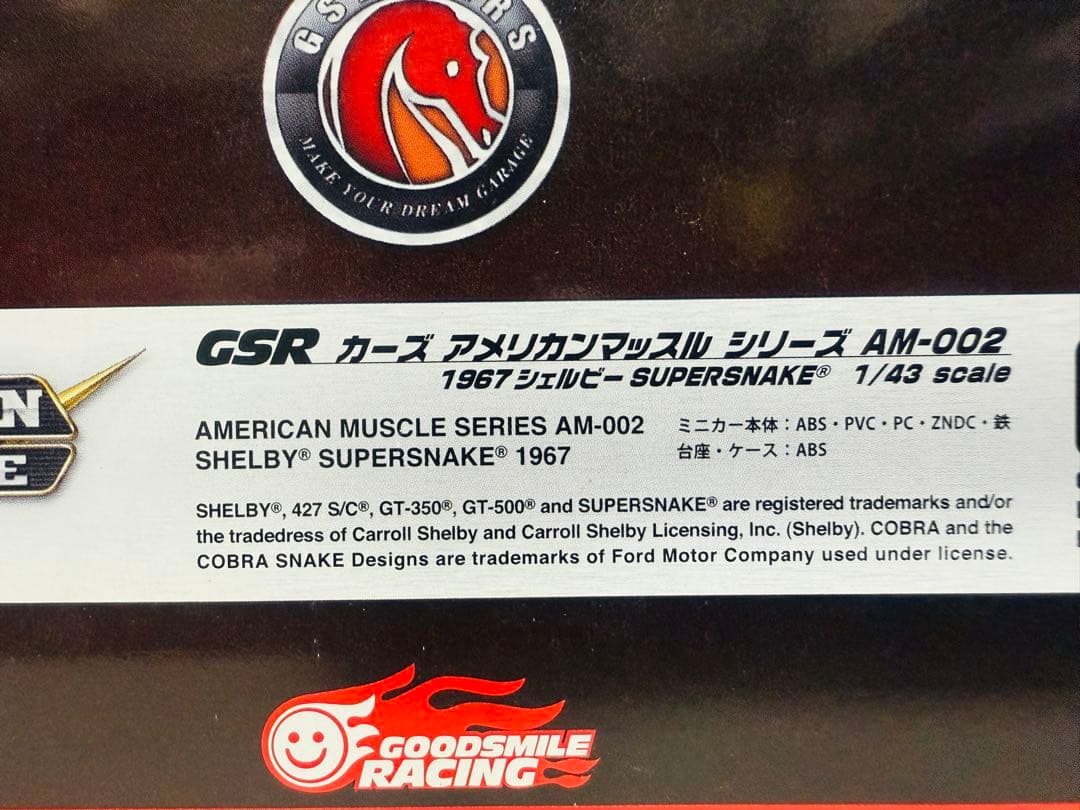 MAKE YOUR DREAM GARAGE
GSR カーズ アメリカンマッスル シリーズ AM-002
1967 シェルビー SUPERSNAKE® 1/43 scale
AMERICAN MUSCLE SERIES AM-002
SHELBY® SUPERSNAKE® 1967
ミニカー本体：ABS・PVC・PC・ZNDC・鉄
台座・ケース：ABS
SHELBY®, 427 S/C®, GT-350®, GT-500® and SUPERSNAKE® are registered trademarks and/or
the tradedress of Carroll Shelby and Carroll Shelby Licensing, Inc. (Shelby). COBRA and the
COBRA SNAKE Designs are trademarks of Ford Motor Company used under license.
GOODSMILE
RACING